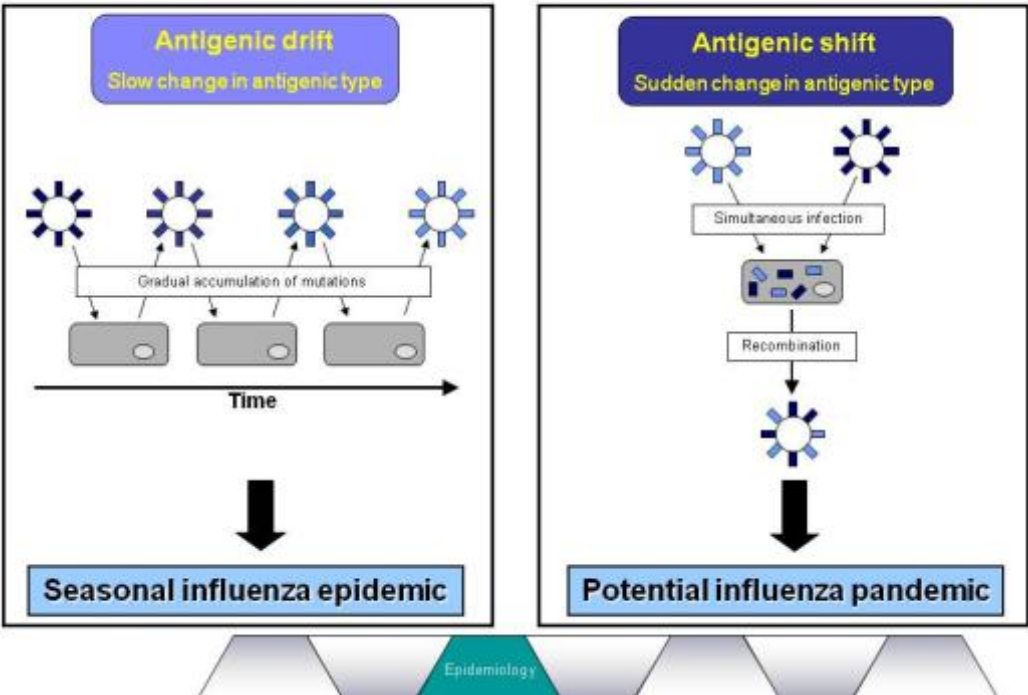 Antigenic drift
Slow change in antigenic type
Gradual accumulation of mutations
Time
Seasonal influenza epidemic
Antigenic shift
Sudden change in antigenic type
Simultaneous infection
Recombination
Potential influenza pandemic
Epidemiology